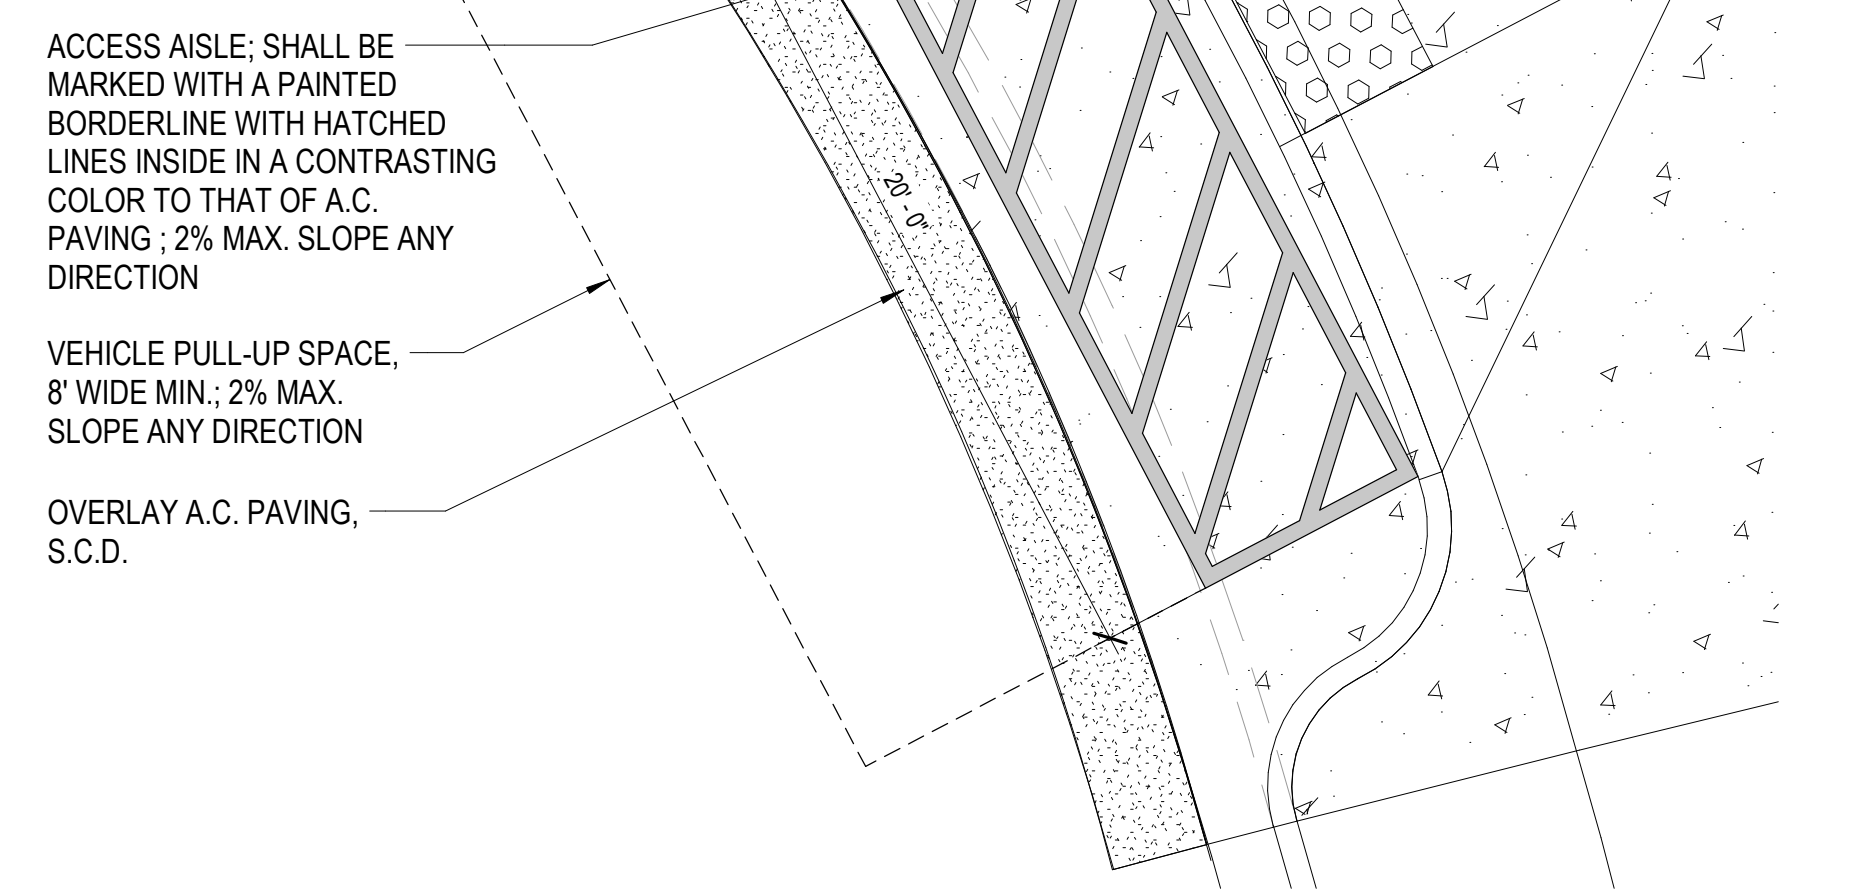 ACCESS AISLE; SHALL BE
MARKED WITH A PAINTED
BORDERLINE WITH HATCHED
LINES INSIDE IN A CONTRASTING
COLOR TO THAT OF A.C.
PAVING ; 2% MAX. SLOPE ANY
DIRECTION
VEHICLE PULL-UP SPACE,
8' WIDE MIN.; 2% MAX.
SLOPE ANY DIRECTION
OVERLAY A.C. PAVING,
S.C.D.
20' - 0"